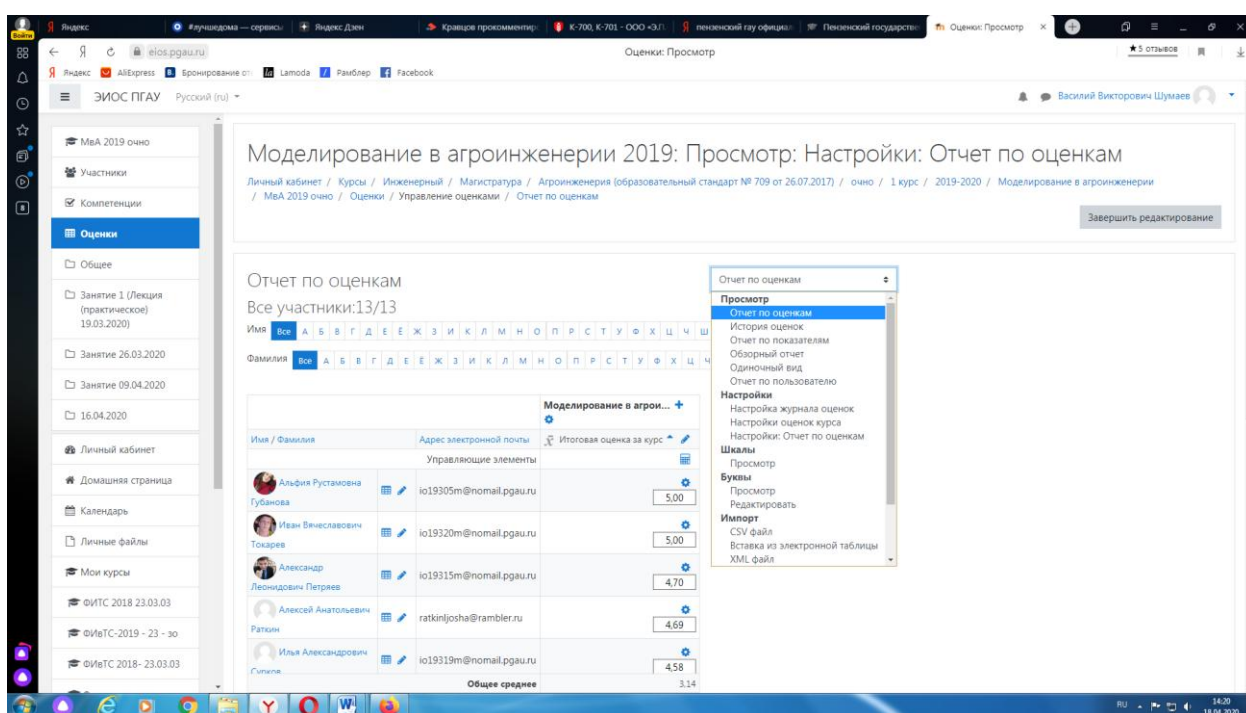 Войти
Яндекс
#лучшедома — сервисы
Яндекс.Дзен
Кравцов прокомментир
К-700, К-701 - ООО «Э.Л
пензенский гау официал
Пензенский государстве
Оценки: Просмотр
eios.pgau.ru
Оценки: Просмотр
★5 отзывов
Яндекс
AliExpress
Бронирование от
Lamoda
Рамблер
Facebook
ЭИОС ПГАУ
Русский (ru)
Василий Викторович Шумаев
МвА 2019 очно
Участники
Компетенции
Оценки
Общее
Занятие 1 (Лекция
(практическое)
19.03.2020)
Занятие 26.03.2020
Занятие 09.04.2020
16.04.2020
Личный кабинет
Домашняя страница
Календарь
Личные файлы
Мои курсы
ФИТС 2018 23.03.03
ФИвТС-2019 - 23 - зо
ФИвТС 2018- 23.03.03
Моделирование в агроинженерии 2019: Просмотр: Настройки: Отчет по оценкам
Личный кабинет / Курсы / Инженерный / Магистратура / Агроинженерия (образовательный стандарт № 709 от 26.07.2017) / очно / 1 курс / 2019-2020 / Моделирование в агроинженерии
/ МвА 2019 очно / Оценки / Управление оценками / Отчет по оценкам
Завершить редактирование
Отчет по оценкам
Все участники:13/13
Имя Все А Б В Г Д Е Ё Ж З И К Л М Н О П Р С Т У Ф Х Ц Ч Ш
Фамилия Все А Б В Г Д Е Ё Ж З И К Л М Н О П Р С Т У Ф Х Ц Ч
Моделирование в агрои...
Имя / Фамилия
Адрес электронной почты
Итоговая оценка за курс
Управляющие элементы
Альфия Рустамовна
Губанова
io19305m@nomail.pgau.ru
5,00
Иван Вячеславович
Токарев
io19320m@nomail.pgau.ru
5,00
Александр
Леонидович Петряев
io19315m@nomail.pgau.ru
4,70
Алексей Анатольевич
Раткин
ratkinljosha@rambler.ru
4,69
Илья Александрович
io19319m@nomail.pgau.ru
4,58
Общее среднее
3,14
Отчет по оценкам
Просмотр
Отчет по оценкам
История оценок
Отчет по показателям
Обзорный отчет
Одиночный вид
Отчет по пользователю
Настройки
Настройка журнала оценок
Настройки оценок курса
Настройки: Отчет по оценкам
Шкалы
Просмотр
Буквы
Просмотр
Редактировать
Импорт
CSV файл
Вставка из электронной таблицы
XML файл
RU
14:20
18.04.2020